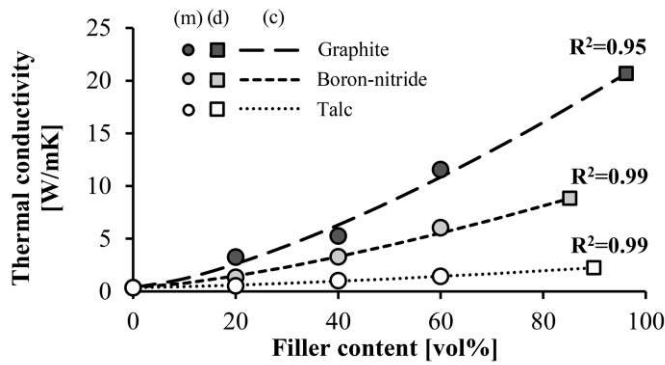 (m) (d) (c)
Graphite
Boron-nitride
Talc
R²=0.95
R²=0.99
R²=0.99
Thermal conductivity
[W/mK]
25
20
15
10
5
0
0 20 40 60 80 100
Filler content [vol%]